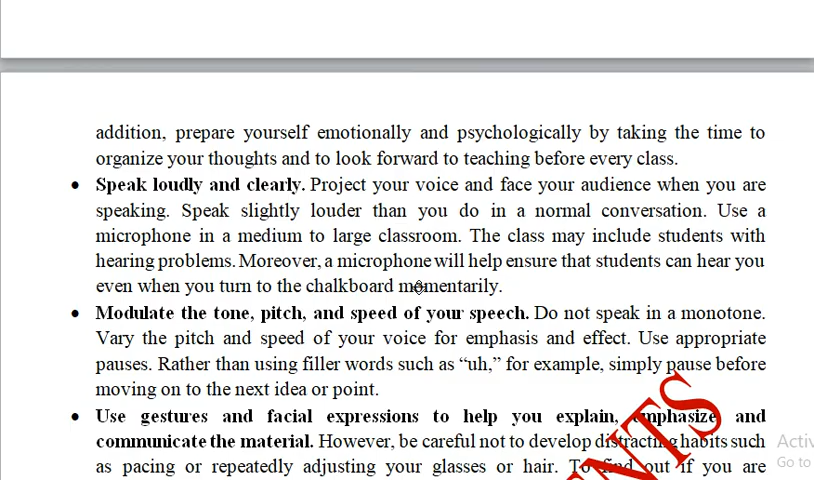 addition, prepare yourself emotionally and psychologically by taking the time to
organize your thoughts and to look forward to teaching before every class.
• Speak loudly and clearly. Project your voice and face your audience when you are
speaking. Speak slightly louder than you do in a normal conversation. Use a
microphone in a medium to large classroom. The class may include students with
hearing problems. Moreover, a microphone will help ensure that students can hear you
even when you turn to the chalkboard momentarily.
• Modulate the tone, pitch, and speed of your speech. Do not speak in a monotone.
Vary the pitch and speed of your voice for emphasis and effect. Use appropriate
pauses. Rather than using filler words such as “uh,” for example, simply pause before
moving on to the next idea or point.
• Use gestures and facial expressions to help you explain, emphasize, and
communicate the material. However, be careful not to develop distracting habits such
as pacing or repeatedly adjusting your glasses or hair. To find out if you are
NTS
Go to